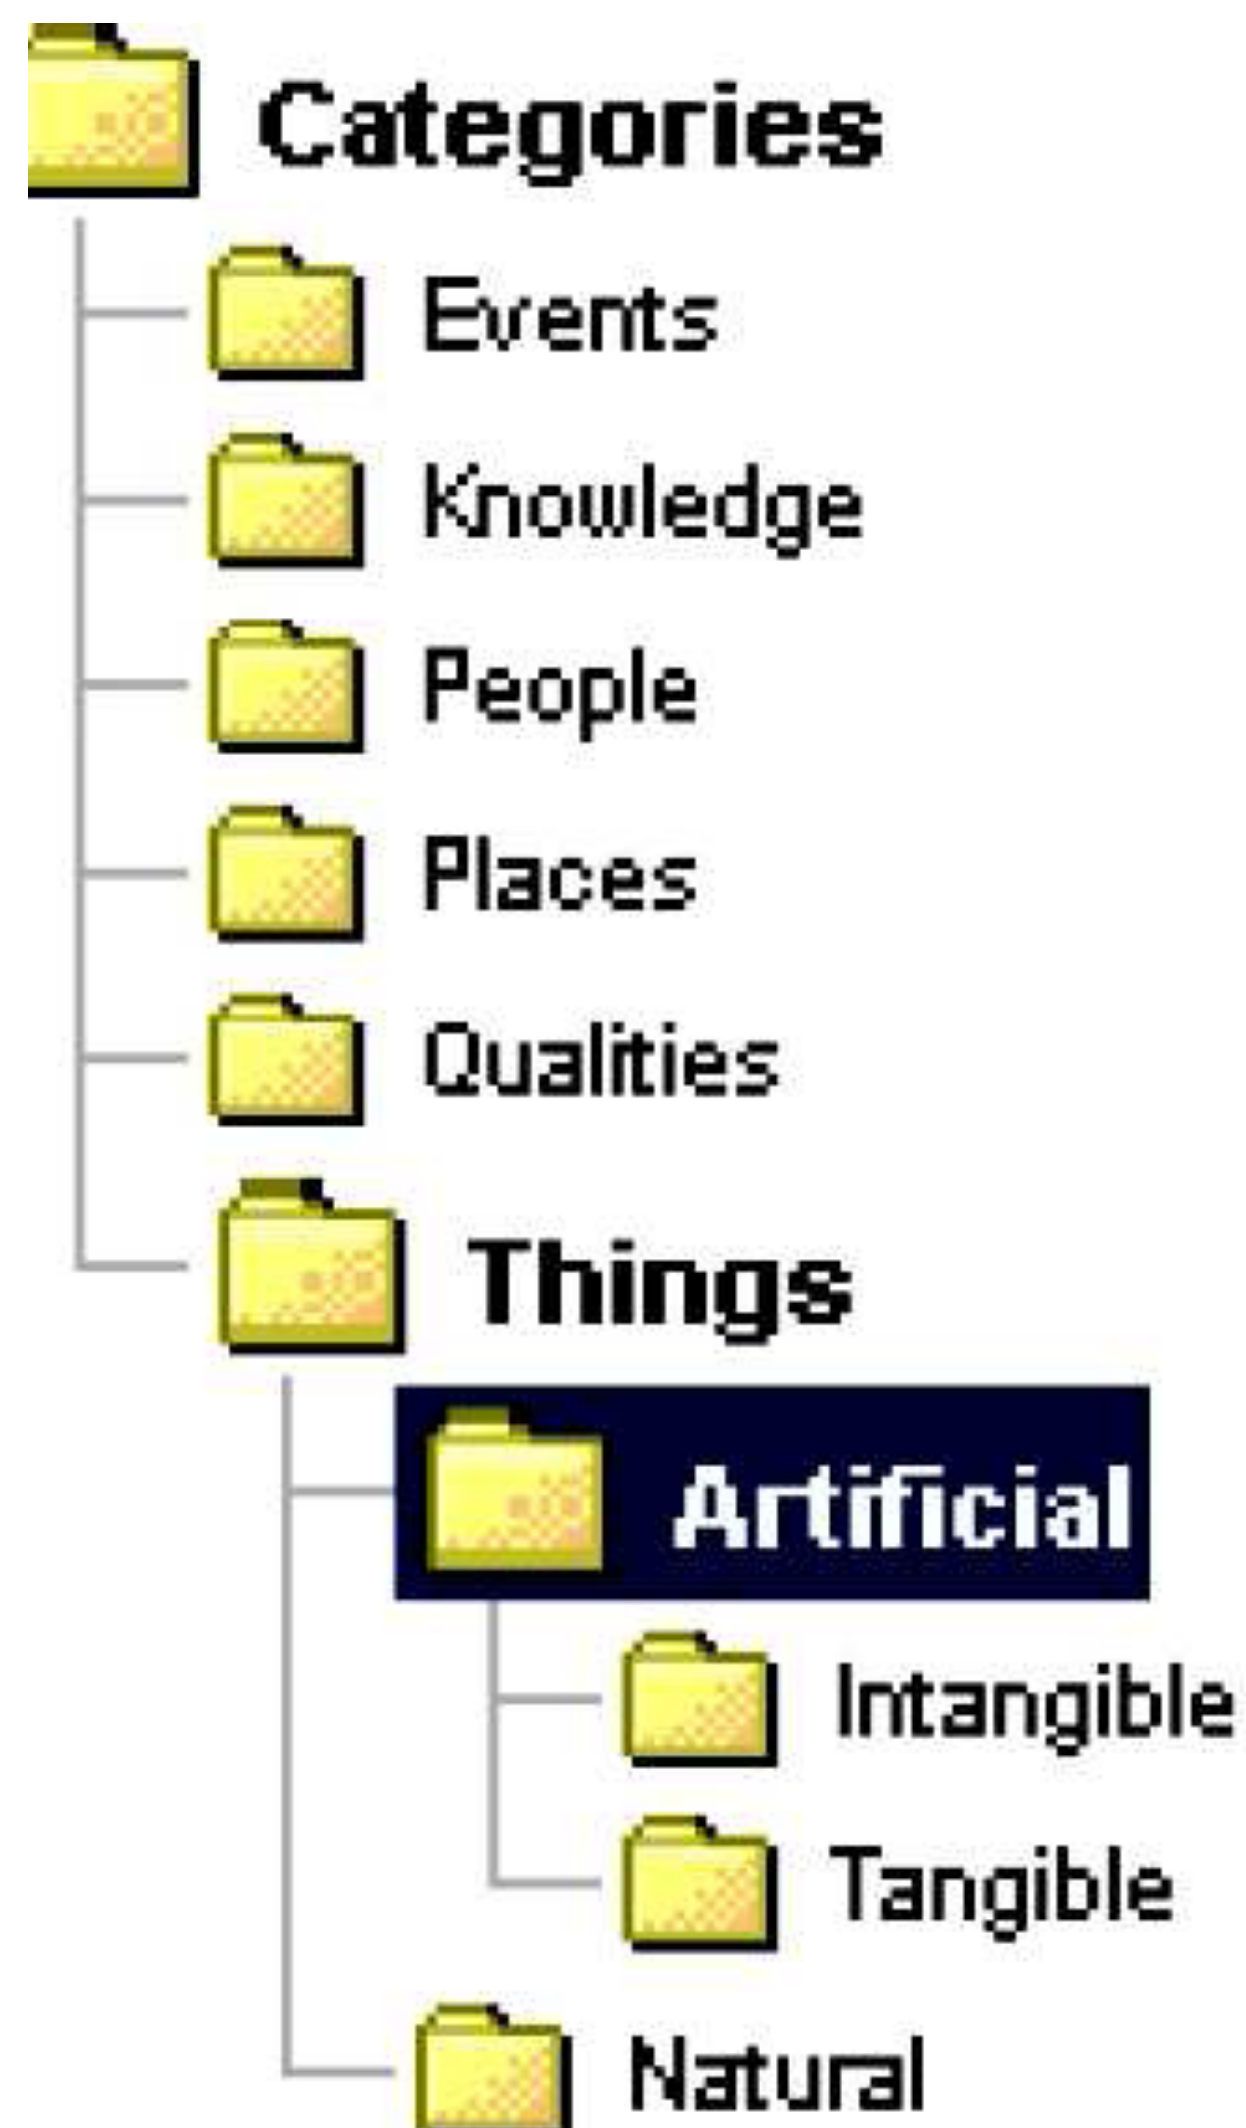 Categories
Events
Knowledge
People
Places
Qualities
Things
Artificial
Intangible
Tangible
Natural